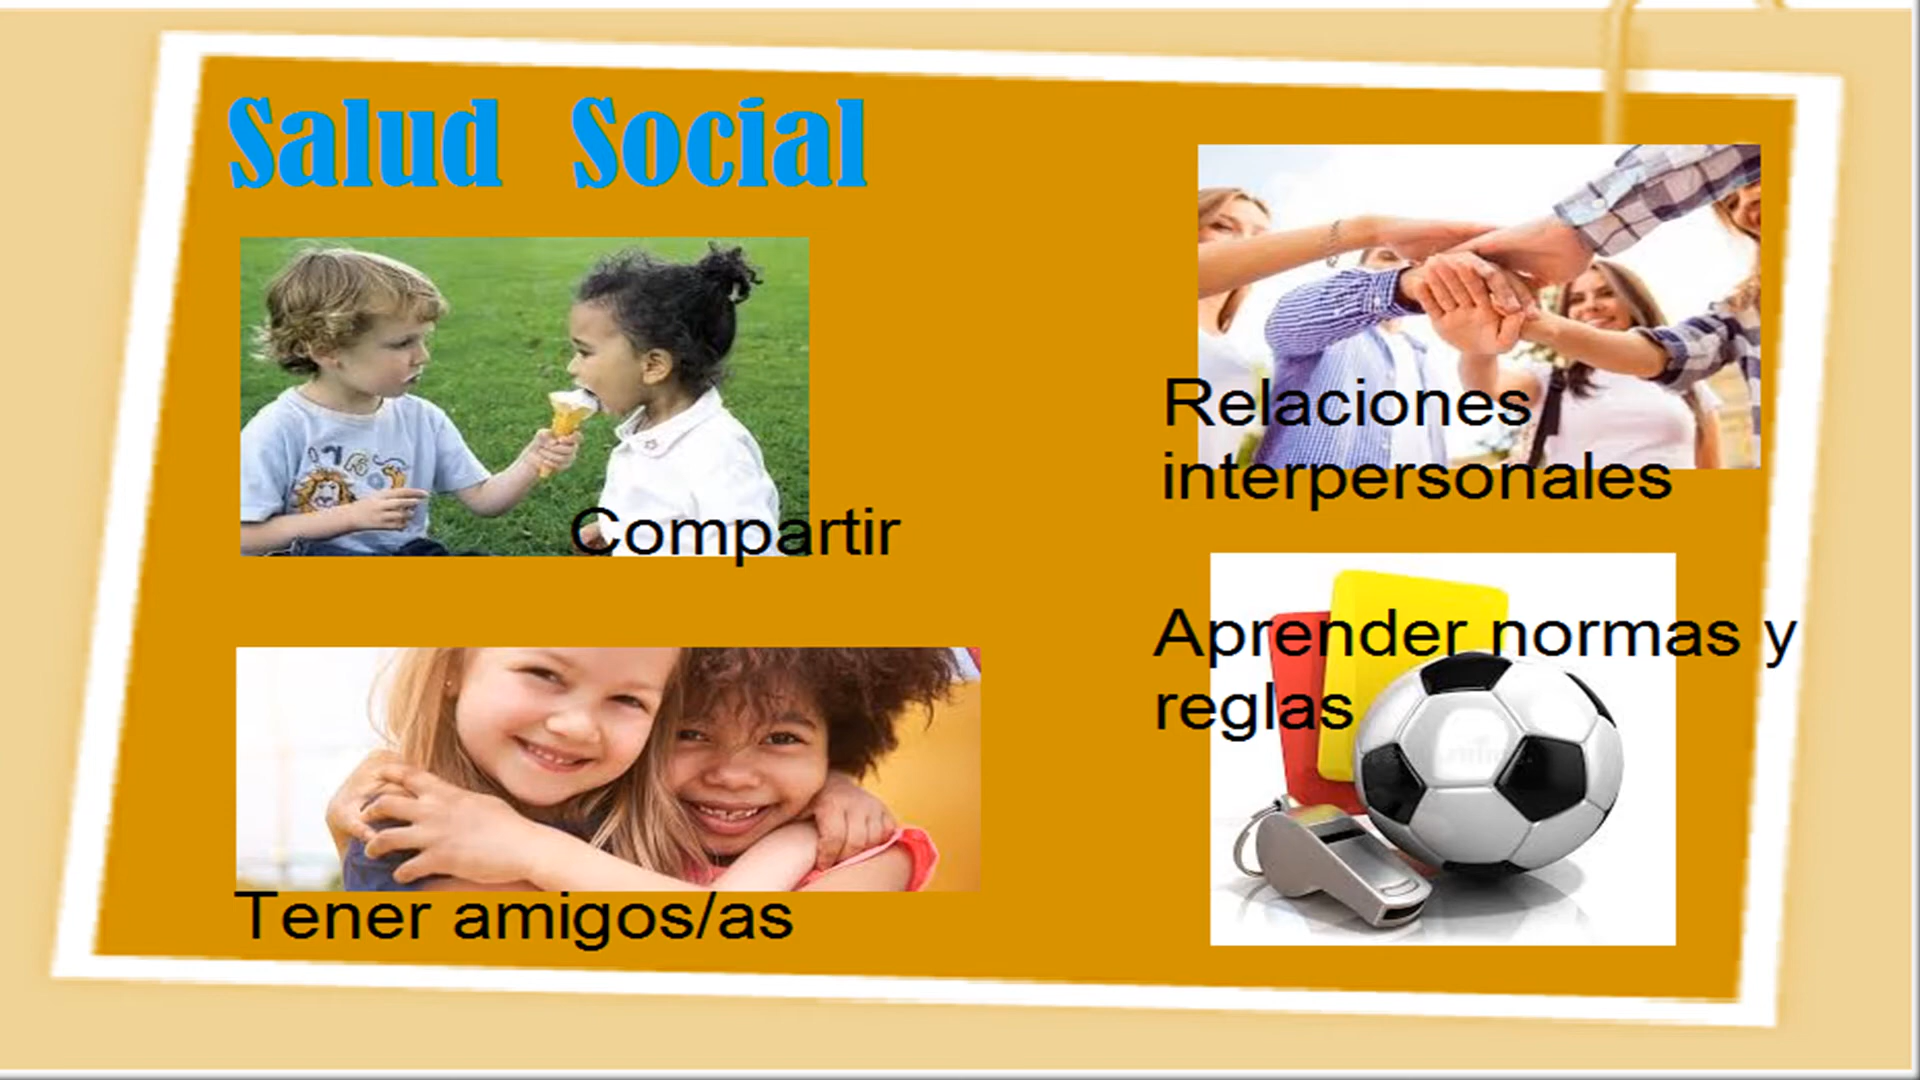 Salud Social
Compartir
Tener amigos/as
Relaciones
interpersonales
Aprender normas y
reglas